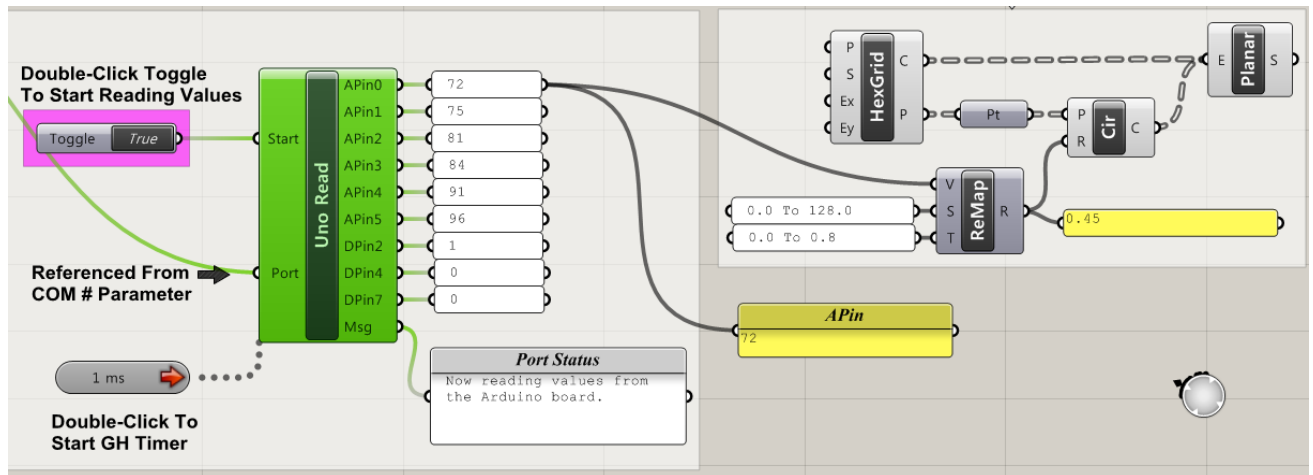 Double-Click Toggle
To Start Reading Values
Toggle True
Start
Port
Uno Read
APin0
APin1
APin2
APin3
APin4
APin5
DPin2
DPin4
DPin7
Msg
72
75
81
84
91
96
1
0
0
Referenced From
COM # Parameter
1 ms
Double-Click To
Start GH Timer
Port Status
Now reading values from
the Arduino board.
P
S
Ex
Ey
HexGrid
C
P
Pt
P
R
Cir
C
E
Planar
S
0.0 To 128.0
0.0 To 0.8
V
S
T
ReMap
R
0.45
APin
72